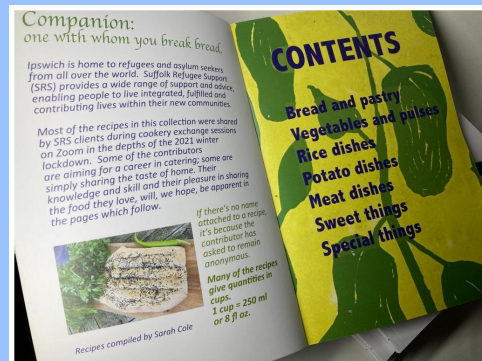 Companion:
one with whom you break bread.
Ipswich is home to refugees and asylum seekers
from all over the world. Suffolk Refugee Support
(SRS) provides a wide range of support and advice,
enabling people to live integrated, fulfilled and
contributing lives within their new communities.
Most of the recipes in this collection were shared
by SRS clients during cookery exchange sessions
on Zoom in the depths of the 2021 winter
lockdown. Some of the contributors
are aiming for a career in catering; some are
simply sharing the taste of home. Their
knowledge and skill and their pleasure in sharing
the food they love, will, we hope, be apparent in
the pages which follow.
If there's no name
attached to a recipe,
it's because the
contributor has
asked to remain
anonymous.
Many of the recipes
give quantities in
cups.
1 cup = 250 ml
or 8 fl oz.
Recipes compiled by Sarah Cole
CONTENTS
Bread and pastry
Vegetables and pulses
Rice dishes
Potato dishes
Meat dishes
Sweet things
Special things